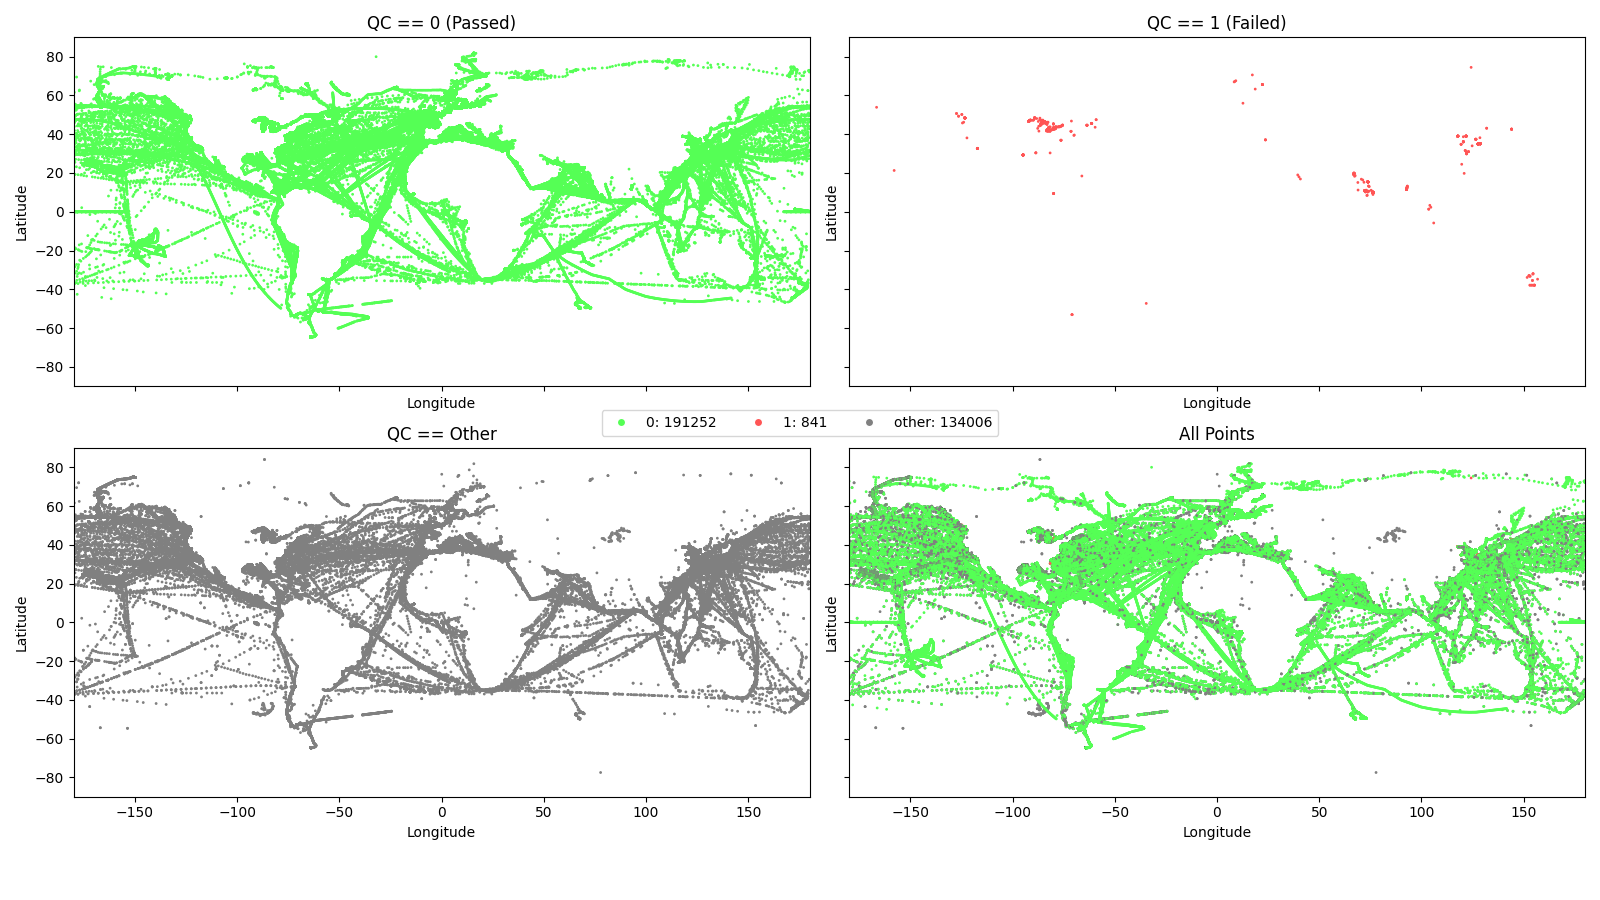 QC == 0 (Passed)
QC == 1 (Failed)
80
60
40
20
0
−20
−40
−60
−80
Latitude
Latitude
Longitude
Longitude
0: 191252
1: 841
other: 134006
QC == Other
All Points
80
60
40
20
0
−20
−40
−60
−80
Latitude
Latitude
−150
−100
−50
0
50
100
150
−150
−100
−50
0
50
100
150
Longitude
Longitude